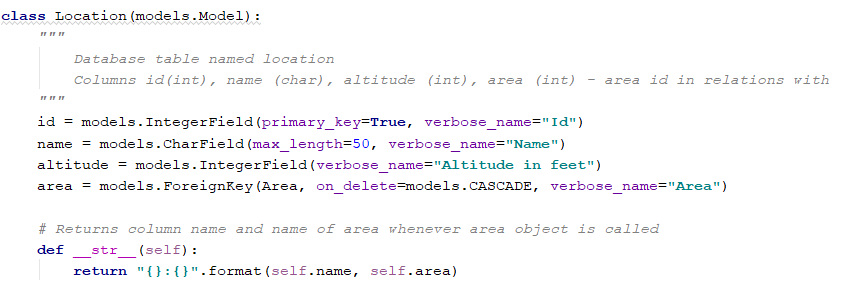 class Location(models.Model):
"""
Database table named location
Columns id(int), name (char), altitude (int), area (int) - area id in relations with
"""
id = models.IntegerField(primary_key=True, verbose_name="Id")
name = models.CharField(max_length=50, verbose_name="Name")
altitude = models.IntegerField(verbose_name="Altitude in feet")
area = models.ForeignKey(Area, on_delete=models.CASCADE, verbose_name="Area")
# Returns column name and name of area whenever area object is called
def __str__(self):
return "{}:{}".format(self.name, self.area)